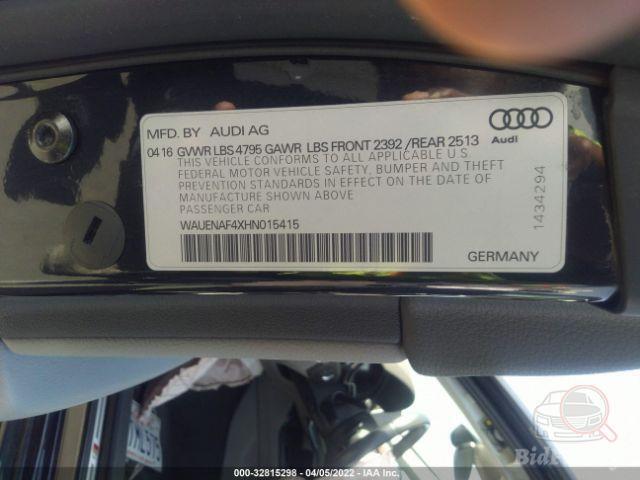 MFD. BY AUDI AG
04 16 GVWR LBS 4795 GAWR LBS FRONT 2392 /REAR 2513
THIS VEHICLE CONFORMS TO ALL APPLICABLE U.S.
FEDERAL MOTOR VEHICLE SAFETY, BUMPER AND THEFT
PREVENTION STANDARDS IN EFFECT ON THE DATE OF
MANUFACTURE SHOWN ABOVE
PASSENGER CAR
WAUENAF4XHN015415
Audi
1434294
GERMANY
000-32815298 - 04/05/2022 - IAA Inc.